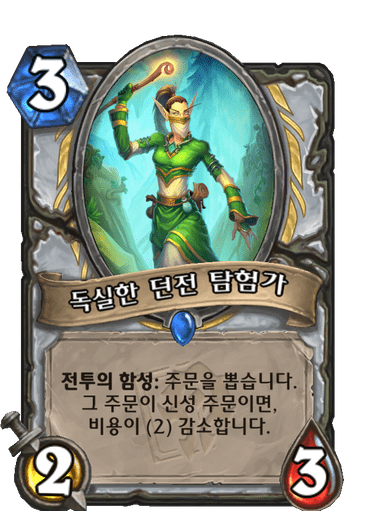 3
독실한 던전 탐험가
전투의 함성: 주문을 뽑습니다.
그 주문이 신성 주문이면,
비용이 (2) 감소합니다.
2
3